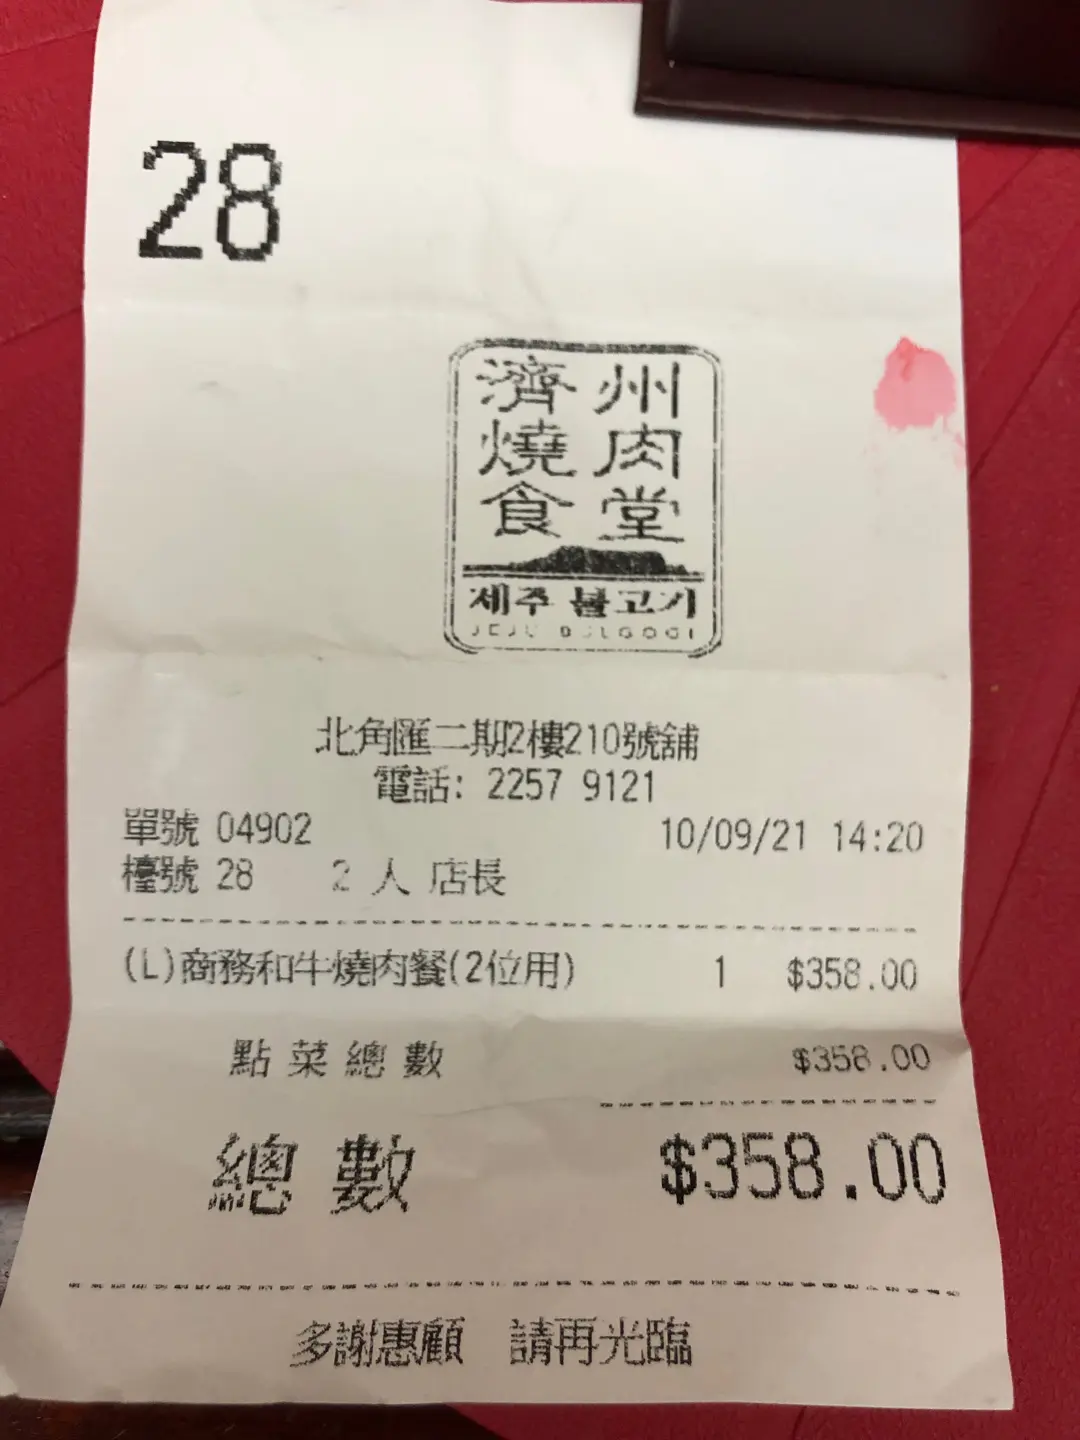 28
濟州
燒肉
食堂
제주 불고기
JEJU BULGOGI
北角匯二期2樓210號舖
電話: 2257 9121
單號 04902 10/09/21 14:20
檯號 28 2 人 店長
(L)商務和牛燒肉餐(2位用) 1 $358.00
點菜總數 $358.00
總數 $358.00
多謝惠顧 請再光臨